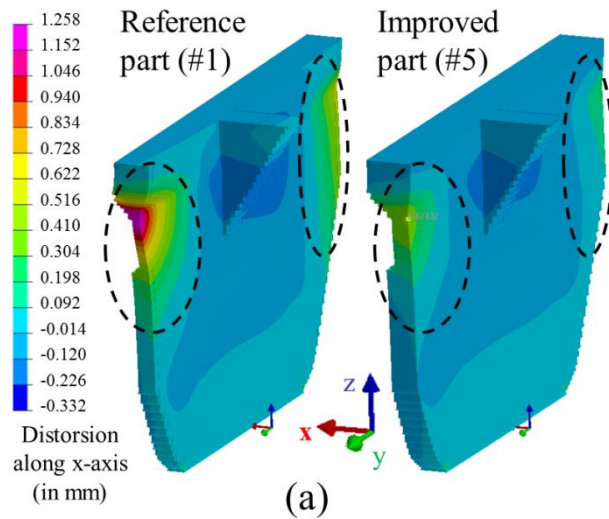 Reference
part (#1)
Improved
part (#5)
1.258
1.152
1.046
0.940
0.834
0.728
0.622
0.516
0.410
0.304
0.198
0.092
-0.014
-0.120
-0.226
-0.332
Distorsion
along x-axis
(in mm)
z
x
y
(a)